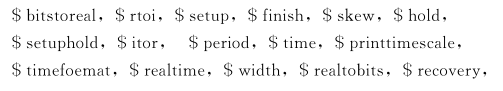 $ bitstoreal, $ rtoi, $ setup, $ finish, $ skew, $ hold,
$ setuphold, $ itor, $ period, $ time, $ printtimescale,
$ timefoemat, $ realtime, $ width, $ realtobits, $ recovery,